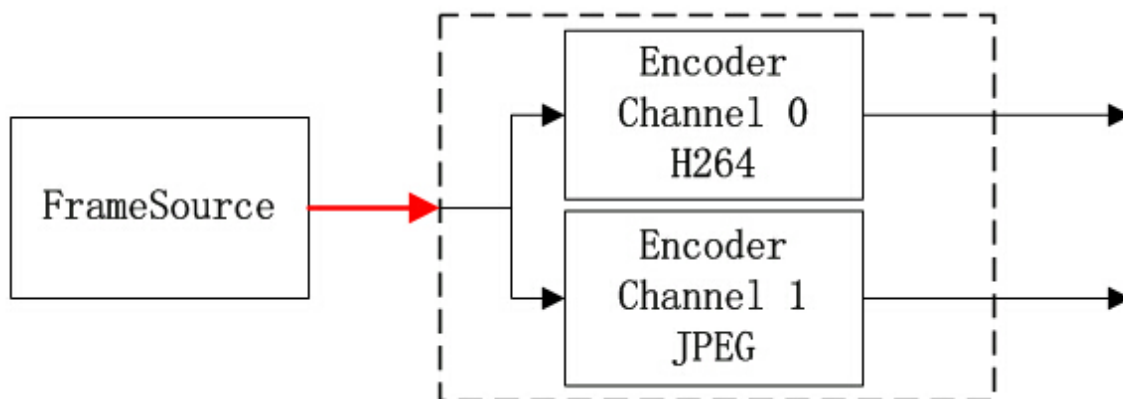 FrameSource
Encoder
Channel 0
H264
Encoder
Channel 1
JPEG